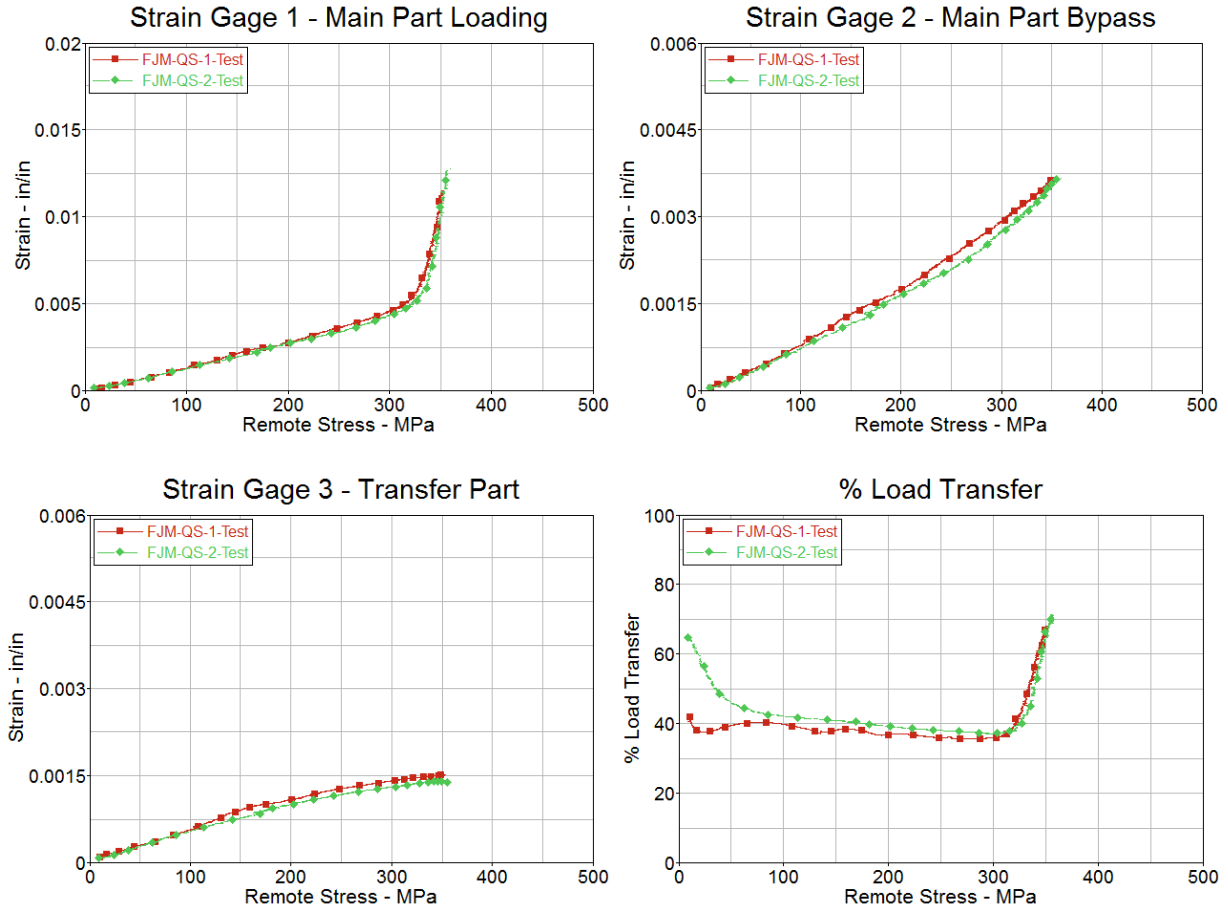 Strain Gage 1 - Main Part Loading
0.02
0.015
0.01
0.005
0
Strain - in/in
FJM-QS-1-Test
FJM-QS-2-Test
0 100 200 300 400 500
Remote Stress - MPa
Strain Gage 2 - Main Part Bypass
0.006
0.0045
0.003
0.0015
0
Strain - in/in
FJM-QS-1-Test
FJM-QS-2-Test
0 100 200 300 400 500
Remote Stress - MPa
Strain Gage 3 - Transfer Part
0.006
0.0045
0.003
0.0015
0
Strain - in/in
FJM-QS-1-Test
FJM-QS-2-Test
0 100 200 300 400 500
Remote Stress - MPa
% Load Transfer
100
80
60
40
20
0
% Load Transfer
FJM-QS-1-Test
FJM-QS-2-Test
0 100 200 300 400 500
Remote Stress - MPa